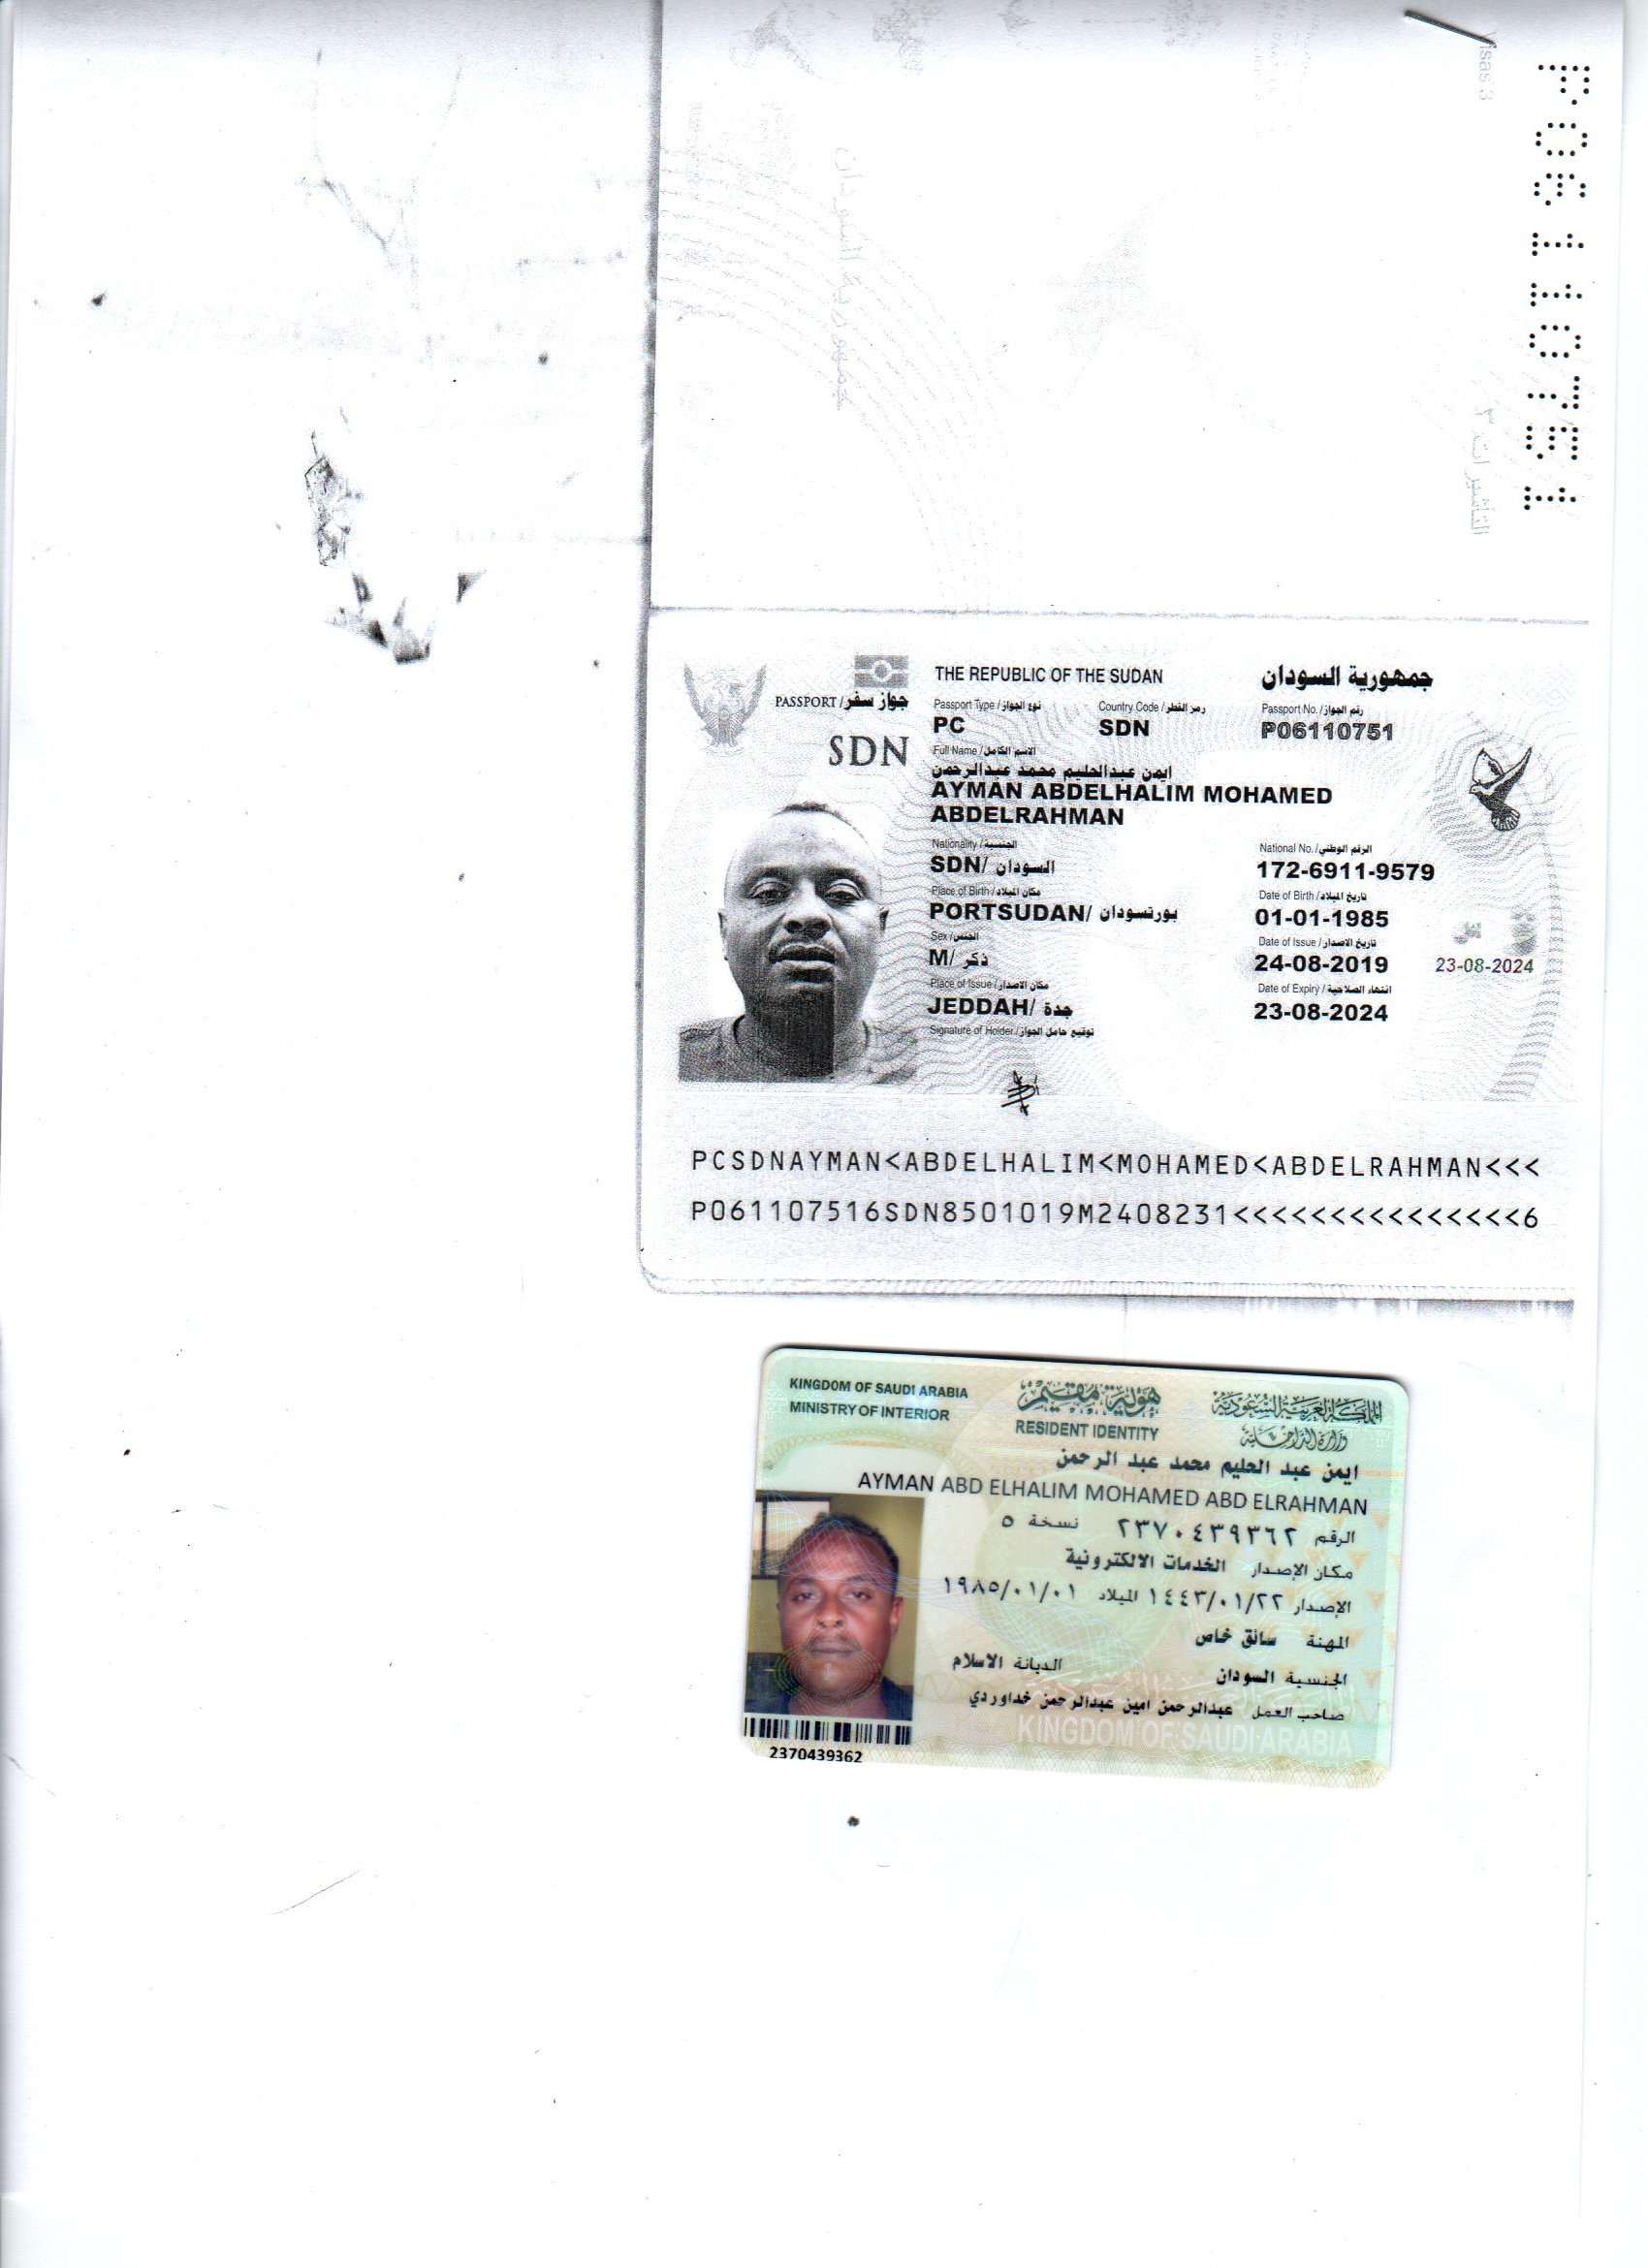 Visas 3
P06110751
التأشيرات ٣
جمهورية السودان
THE REPUBLIC OF THE SUDAN
جمهورية السودان
PASSPORT / جواز سفر
SDN
Passport Type / نوع الجواز
Country Code / رمز القطر
Passport No. / رقم الجواز
PC
SDN
P06110751
Full Name / الاسم الكامل
ايمن عبدالحليم محمد عبدالرحمن
AYMAN ABDELHALIM MOHAMED
ABDELRAHMAN
Nationality / الجنسية
National No. / الرقم الوطني
SDN/ السودان
172-6911-9579
Place of Birth / مكان الميلاد
Date of Birth / تاريخ الميلاد
PORTSUDAN/ بورتسودان
01-01-1985
Sex / الجنس
Date of Issue / تاريخ الاصدار
M/ ذكر
24-08-2019
23-08-2024
Place of Issue / مكان الاصدار
Date of Expiry / انتهاء الصلاحية
JEDDAH/ جدة
23-08-2024
Signature of Holder / توقيع حامل الجواز
PCSDNAYMAN<ABDELHALIM<MOHAMED<ABDELRAHMAN<<<
P061107516SDN8501019M2408231<<<<<<<<<<<<<<<6
KINGDOM OF SAUDI ARABIA
MINISTRY OF INTERIOR
هوية مقيم
RESIDENT IDENTITY
المملكة العربية السعودية
وزارة الداخلية
ايمن عبد الحليم محمد عبد الرحمن
AYMAN ABD ELHALIM MOHAMED ABD ELRAHMAN
الرقم ٢٣٧٠٤٣٩٣٦٢ نسخة ٥
مكان الإصدار الخدمات الالكترونية
الإصدار ١٤٤٣/٠١/٢٢ الميلاد ١٩٨٥/٠١/٠١
المهنة سائق خاص
الجنسية السودان الديانة الاسلام
صاحب العمل عبدالرحمن امين عبدالرحمن خداوردي
KINGDOM OF SAUDI ARABIA
2370439362